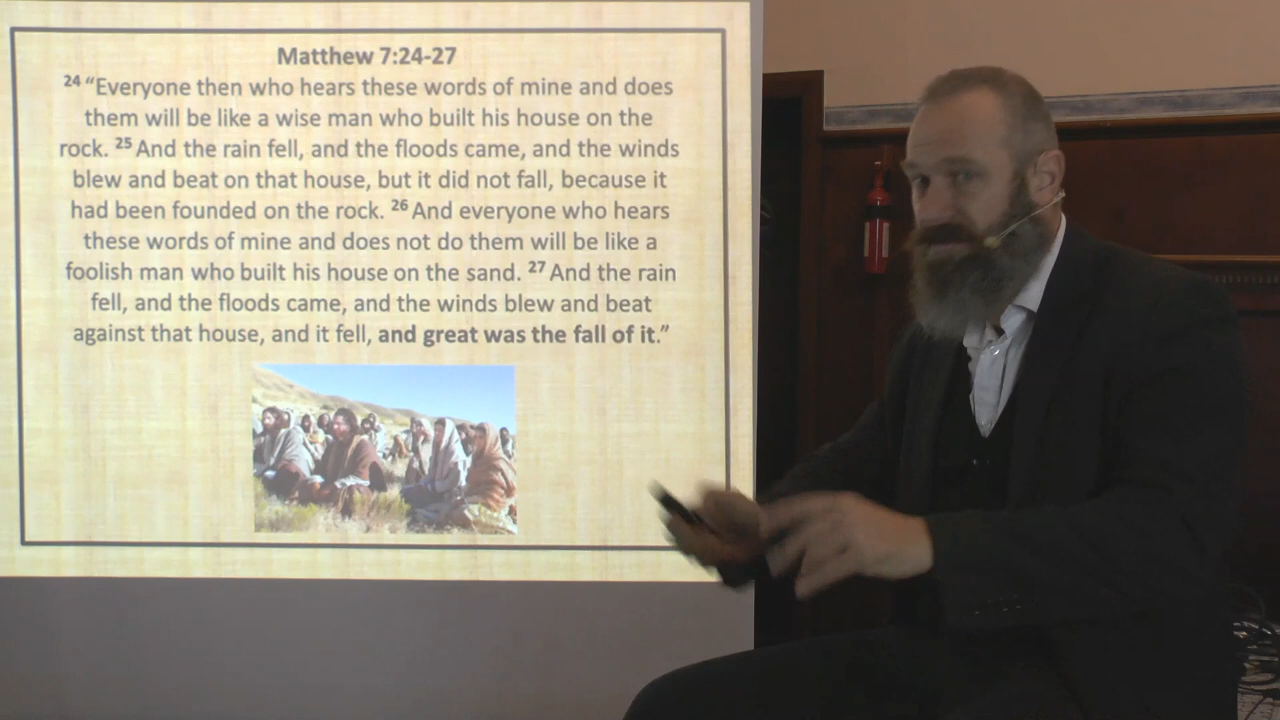 Matthew 7:24-27
24 “Everyone then who hears these words of mine and does
them will be like a wise man who built his house on the
rock. 25 And the rain fell, and the floods came, and the winds
blew and beat on that house, but it did not fall, because it
had been founded on the rock. 26 And everyone who hears
these words of mine and does not do them will be like a
foolish man who built his house on the sand. 27 And the rain
fell, and the floods came, and the winds blew and beat
against that house, and it fell, and great was the fall of it.”